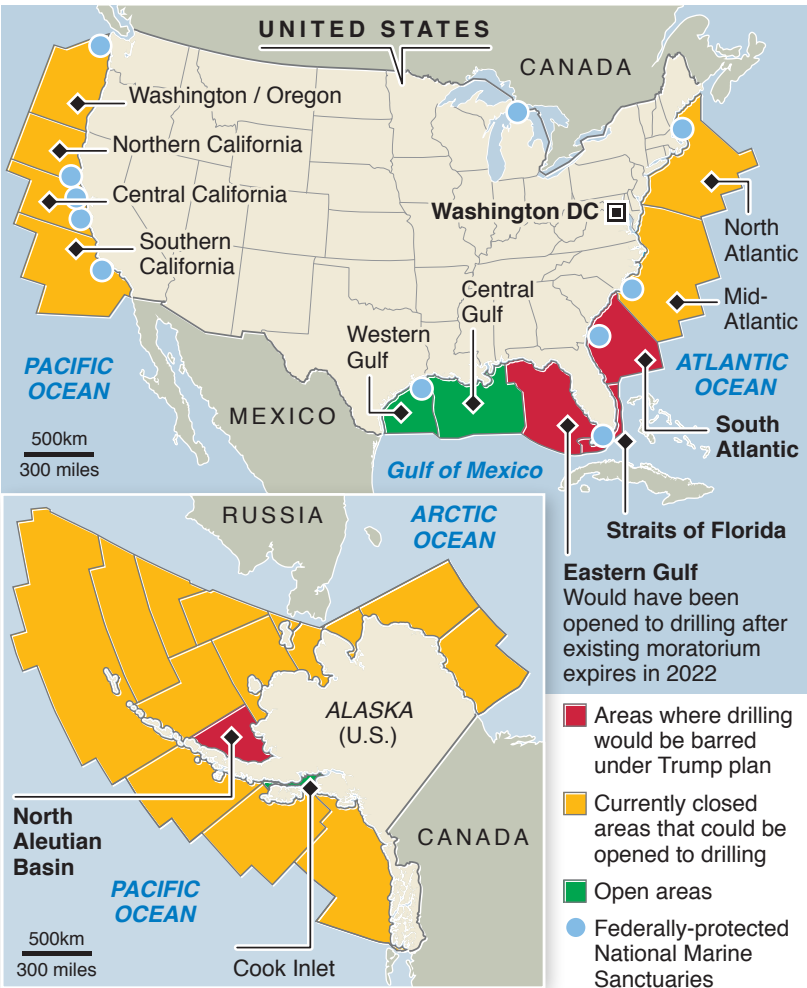 UNITED STATES
CANADA
Washington / Oregon
Northern California
Central California
Southern
California
Washington DC
North
Atlantic
Mid-
Atlantic
Central
Gulf
Western
Gulf
PACIFIC
OCEAN
ATLANTIC
OCEAN
MEXICO
South
Atlantic
500km
300 miles
Gulf of Mexico
Straits of Florida
Eastern Gulf
Would have been
opened to drilling after
existing moratorium
expires in 2022
RUSSIA
ARCTIC
OCEAN
ALASKA
(U.S.)
North
Aleutian
Basin
CANADA
PACIFIC
OCEAN
500km
300 miles
Cook Inlet
Areas where drilling
would be barred
under Trump plan
Currently closed
areas that could be
opened to drilling
Open areas
Federally-protected
National Marine
Sanctuaries